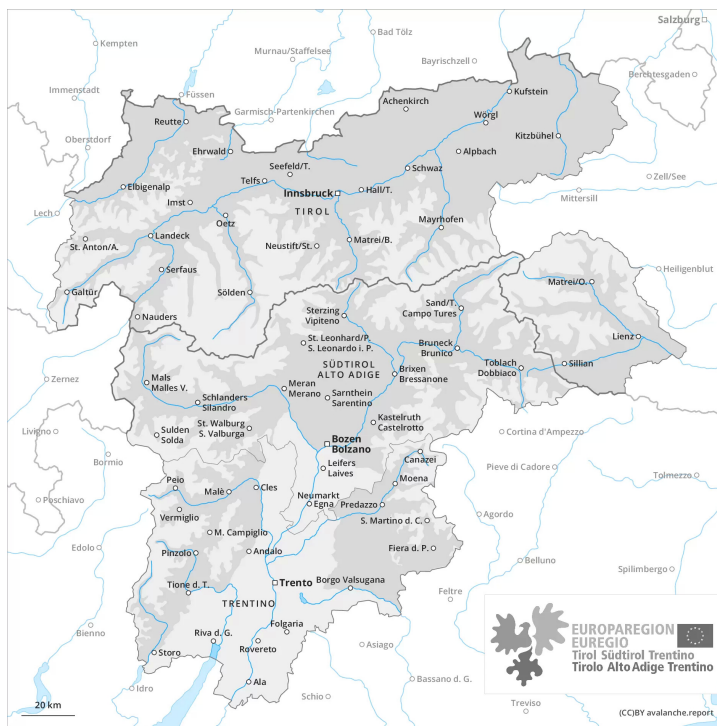 Salzburg
Kempten
Bad Tölz
Murnau/Staffelsee
Bayrischzell
Berchtesgaden
Immenstadt
Füssen
Kufstein
Garmisch-Partenkirchen
Achenkirch
Reutte
Wörgl
Oberstdorf
Kitzbühel
Ehrwald
Alpbach
Seefeld/T.
Schwaz
Telfs
Zell/See
Elbigenalp
Innsbruck
Hall/T.
Mittersill
Imst
TIROL
Lech
Oetz
Mayrhofen
Landeck
St. Anton/A.
Neustift/St.
Matrei/B.
Serfaus
Heiligenblut
Matrei/O.
Galtür
Sölden
Sand/T.
Campo Tures
Nauders
Sterzing
Vipiteno
Lienz
St. Leonhard/P.
S. Leonardo i. P.
Bruneck
Brunico
Toblach
Dobbiaco
Sillian
SÜDTIROL
ALTO ADIGE
Brixen
Bressanone
Zernez
Mals
Malles V.
Meran
Merano
Schlanders
Silandro
Sarnthein
Sarentino
Kastelruth
Castelrotto
St. Walburg
S. Valburga
Livigno
Sulden
Solda
Cortina d'Ampezzo
Bozen
Bolzano
Bormio
Canazei
Leifers
Laives
Pieve di Cadore
Tolmezzo
Peio
Moena
Malè
Cles
Neumarkt
Egna
Poschiavo
Predazzo
Vermiglio
Agordo
S. Martino d. C.
M. Campiglio
Edolo
Pinzolo
Andalo
Fiera d. P.
Belluno
Spilimbergo
Trento
Borgo Valsugana
Tione d. T.
Feltre
TRENTINO
Bienno
Folgaria
Riva d. G.
Rovereto
Asiago
Storo
Bassano d. G.
Ala
Idro
Schio
Treviso
EUROPAREGION
EUREGIO
Tirol Südtirol Trentino
Tirolo Alto Adige Trentino
20 km
(CC)BY avalanche.report